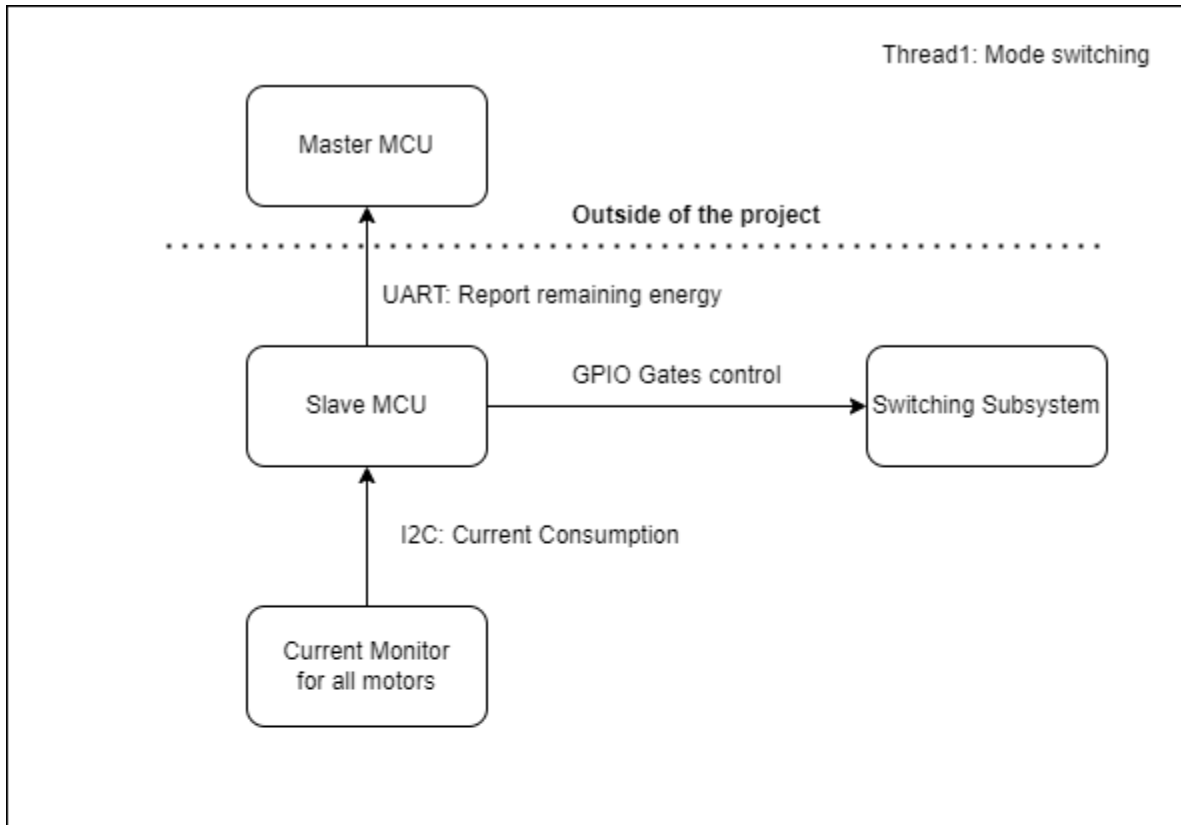 Thread1: Mode switching
Master MCU
Outside of the project
UART: Report remaining energy
GPIO Gates control
Slave MCU
Switching Subsystem
I2C: Current Consumption
Current Monitor
for all motors